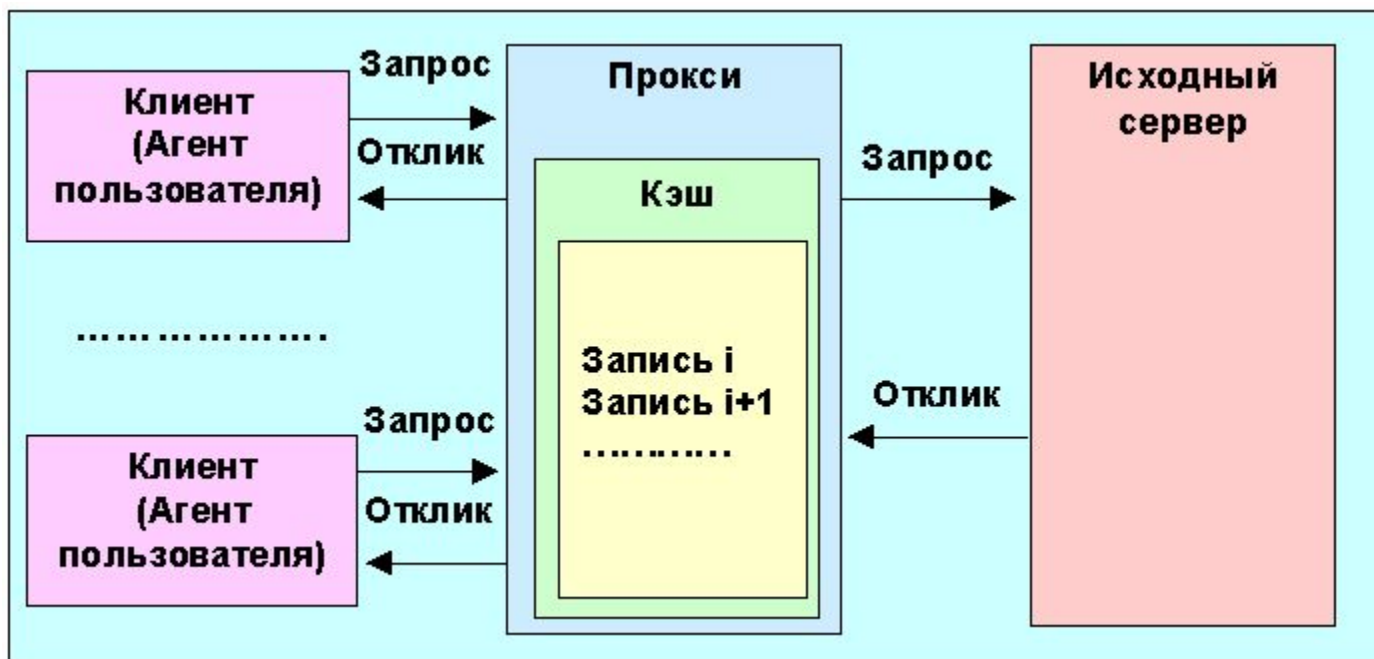 Клиент
(Агент
пользователя)
Запрос
Отклик
Прокси
Кэш
Запись i
Запись i+1
…………
Запрос
Исходный
сервер
Отклик
……………….
Клиент
(Агент
пользователя)
Запрос
Отклик